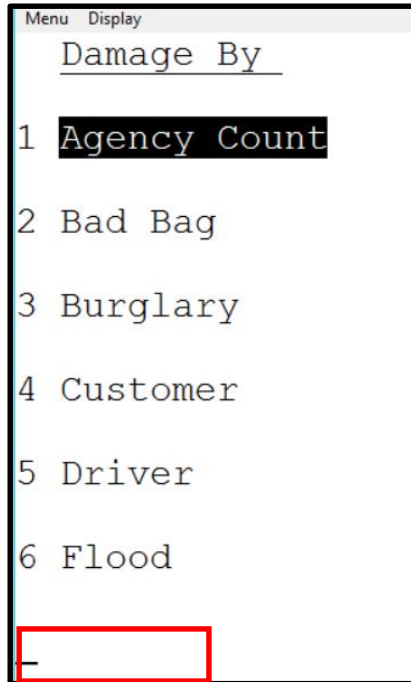 Menu Display
Damage By
1 Agency Count
2 Bad Bag
3 Burglary
4 Customer
5 Driver
6 Flood